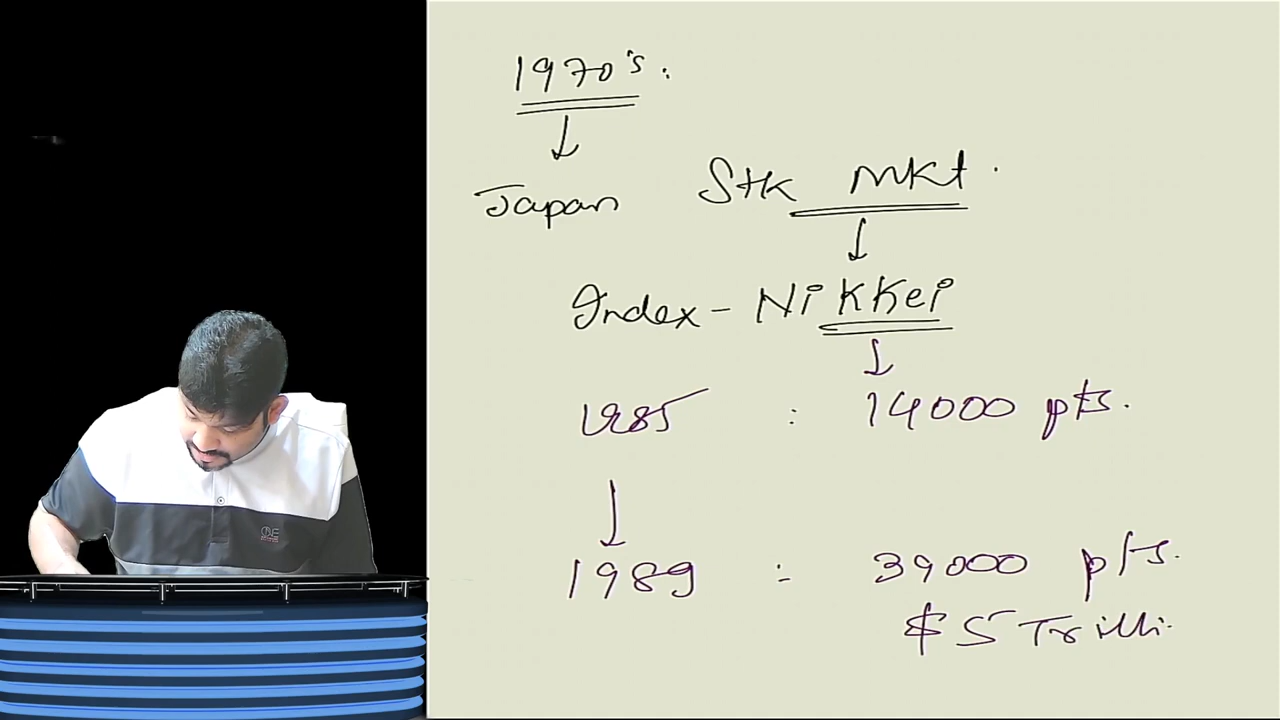 1970's.
Japan Stk Mkt.
Index - Nikkei
1985 : 14000 pts.
1989 : 39000 pts.
$5 Trilli